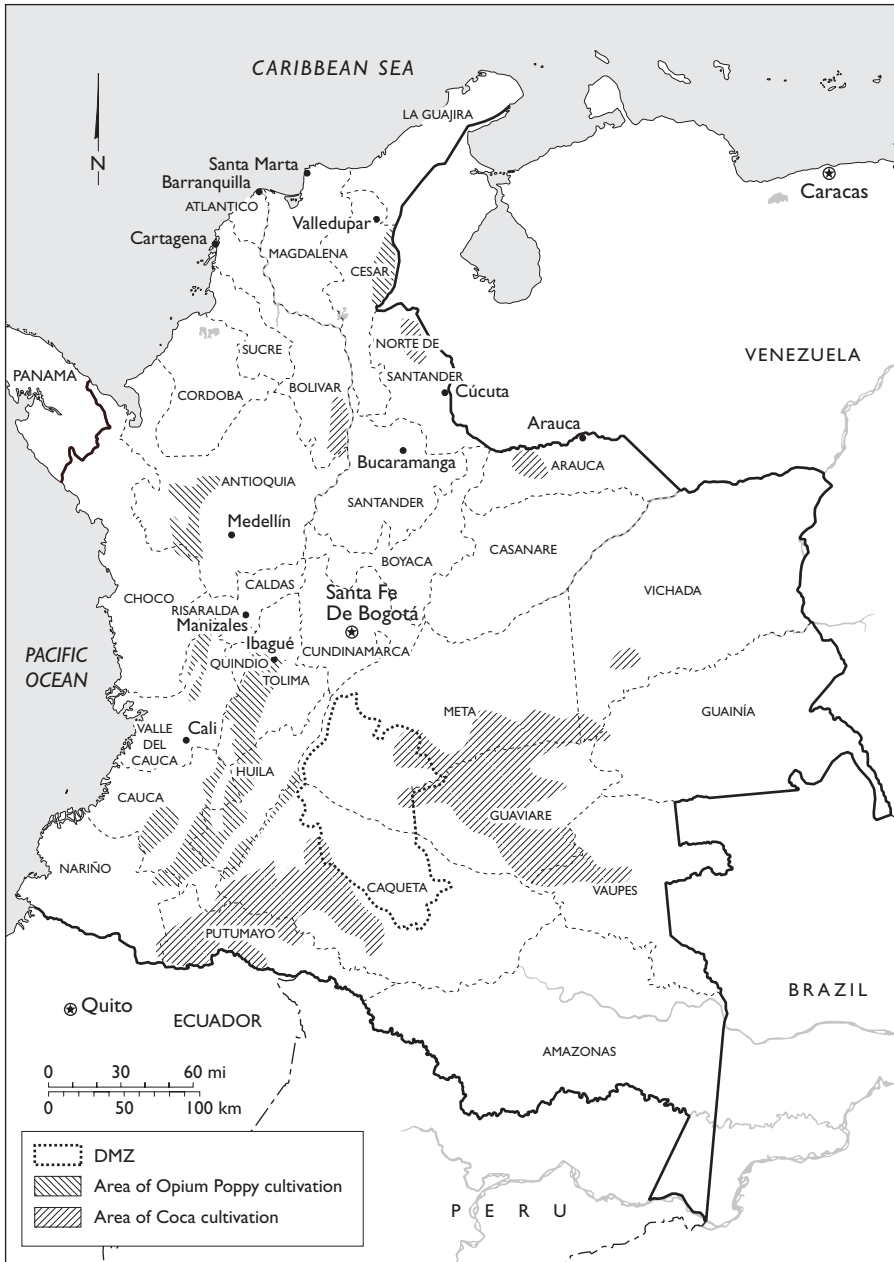 CARIBBEAN SEA
LA GUAJIRA
N
Santa Marta
Barranquilla
ATLANTICO
Caracas
Valledupar
Cartagena
MAGDALENA
CESAR
NORTE DE
SANTANDER
SUCRE
VENEZUELA
PANAMA
CORDOBA
BOLIVAR
Cúcuta
Arauca
Bucaramanga
ARAUCA
ANTIOQUIA
SANTANDER
Medellín
CASANARE
BOYACA
CALDAS
CHOCO
Santa Fe
De Bogotá
VICHADA
RISARALDA
Manizales
Ibagué
CUNDINAMARCA
PACIFIC
OCEAN
QUINDIO
TOLIMA
META
GUAINÍA
VALLE
DEL
CAUCA
Cali
HUILA
CAUCA
GUAVIARE
NARIÑO
CAQUETA
VAUPES
PUTUMAYO
BRAZIL
Quito
ECUADOR
AMAZONAS
0 30 60 mi
0 50 100 km
DMZ
Area of Opium Poppy cultivation
Area of Coca cultivation
PERU